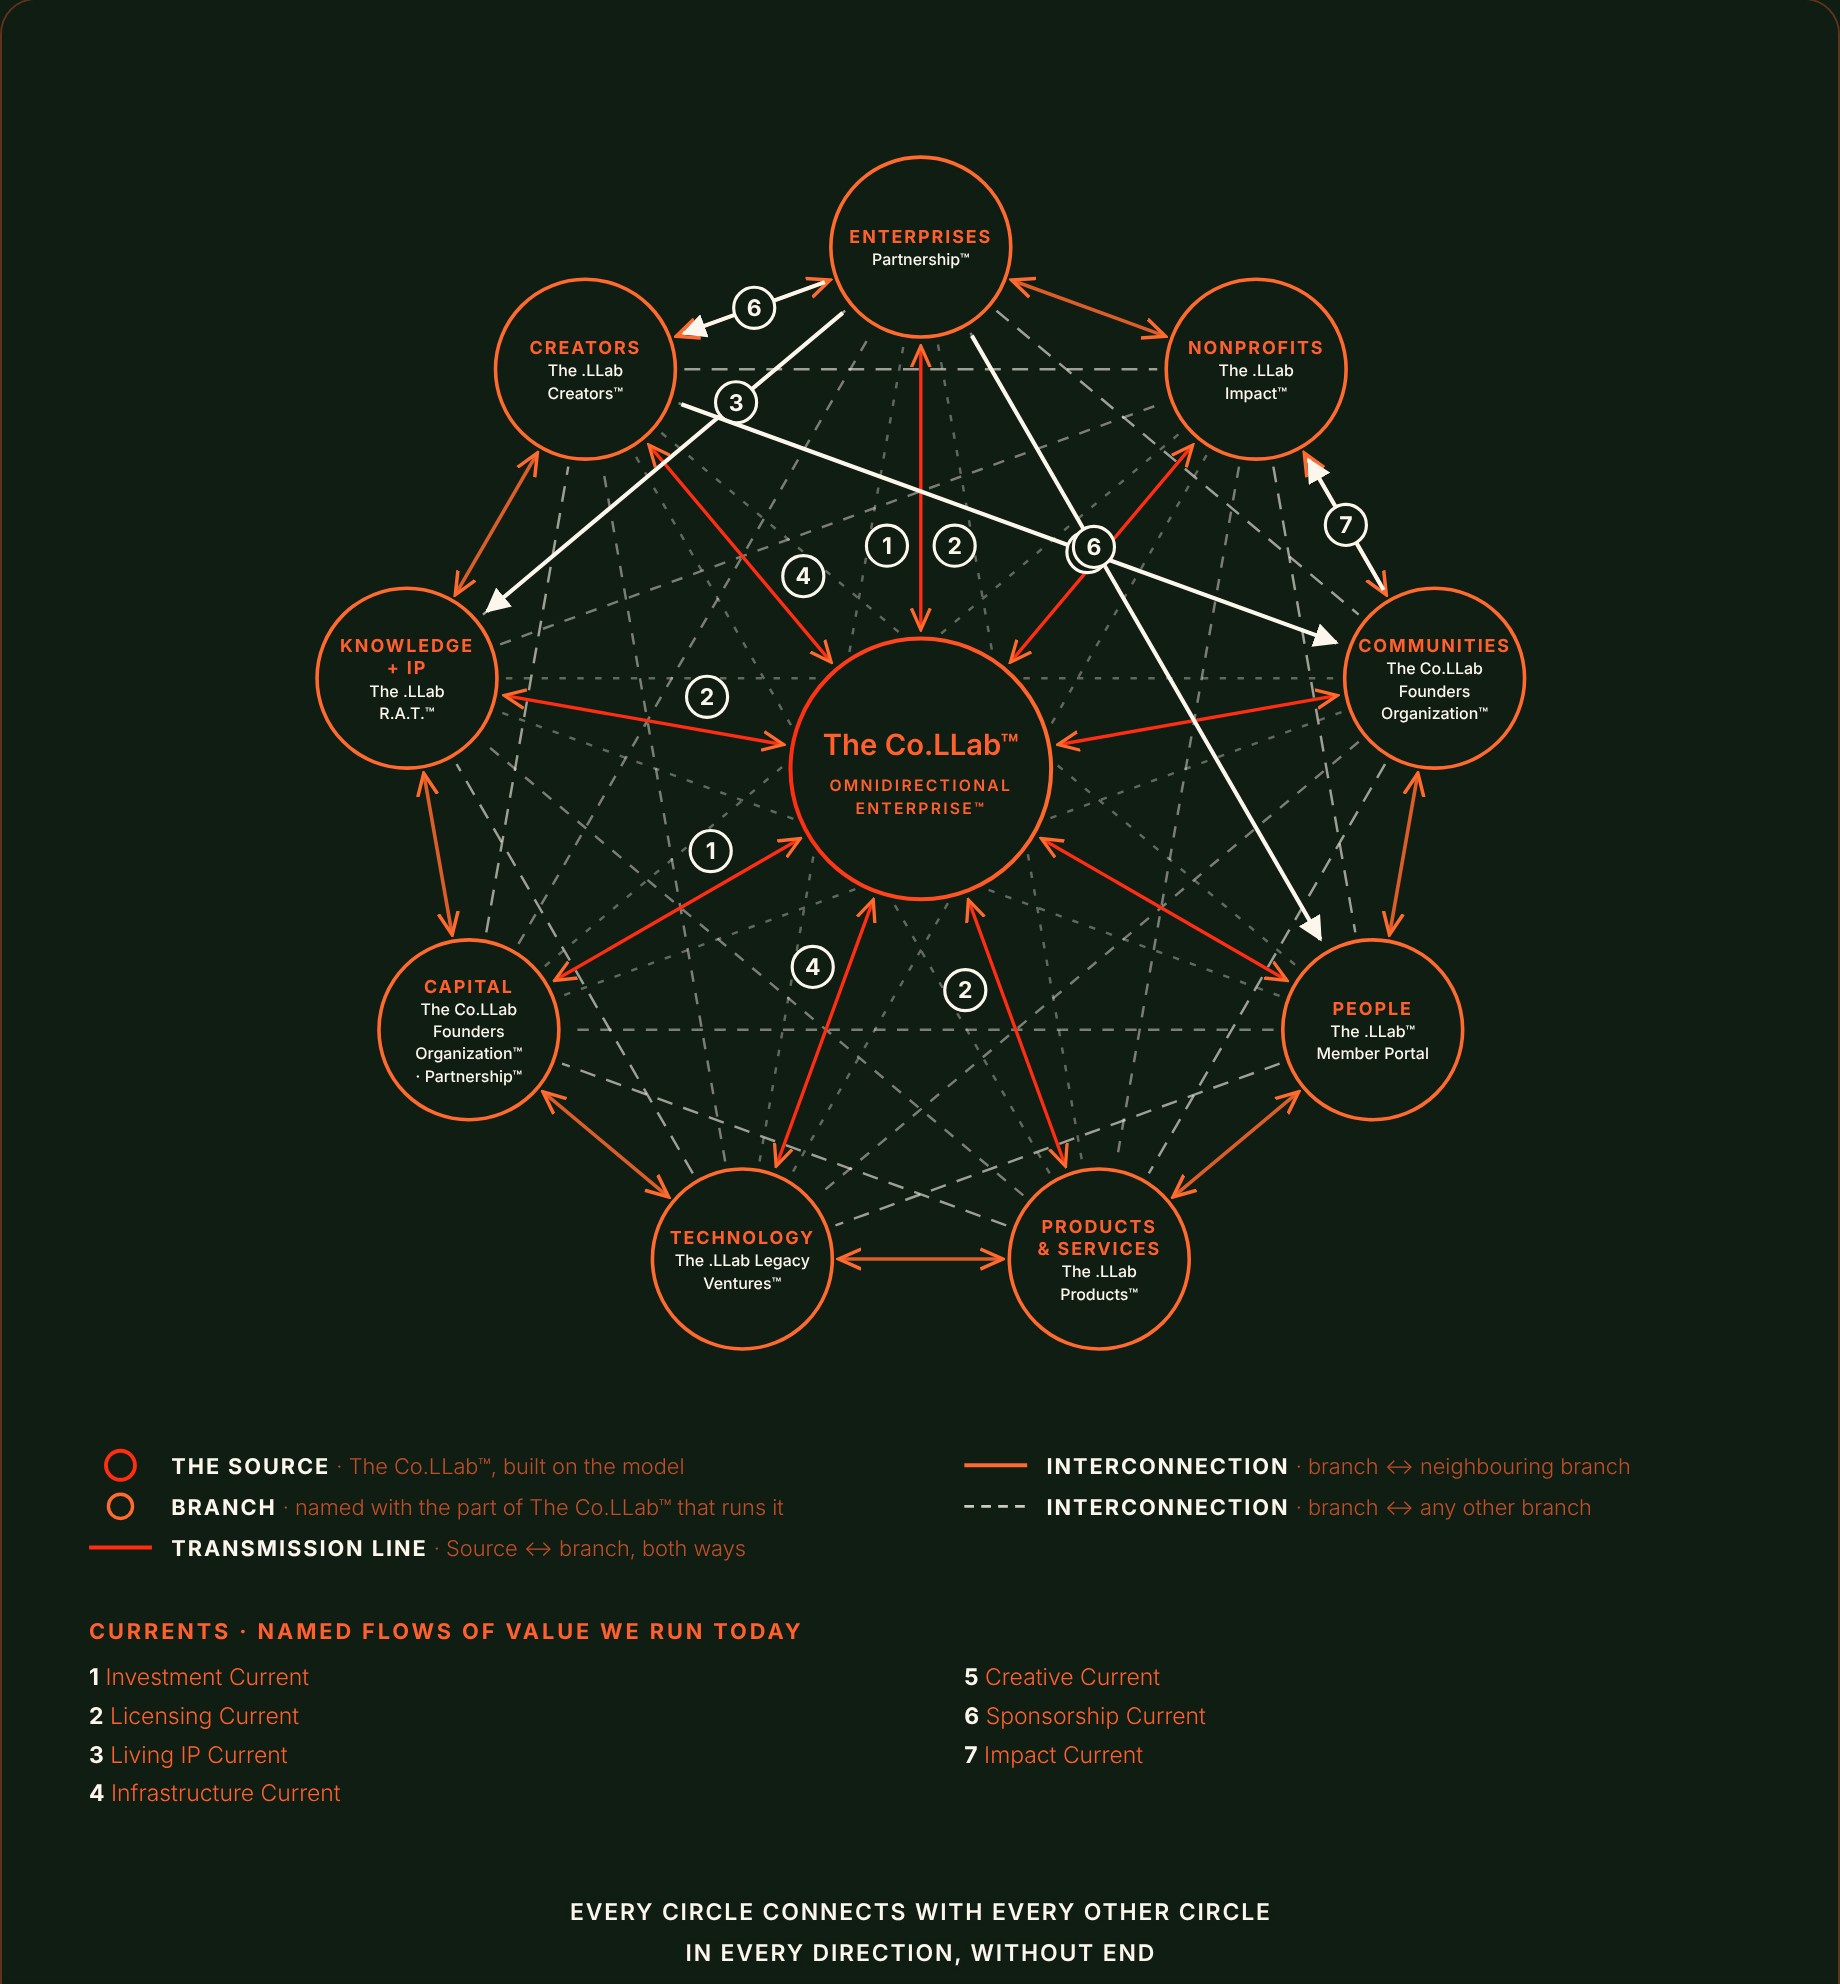 ENTERPRISES
Partnership™
6
CREATORS
The .LLab
Creators™
NONPROFITS
The .LLab
Impact™
3
7
1
2
6
4
KNOWLEDGE
+ IP
The .LLab
R.A.T.™
COMMUNITIES
The Co.LLab
Founders
Organization™
2
The Co.LLab™
OMNIDIRECTIONAL
ENTERPRISE™
1
4
2
CAPITAL
The Co.LLab
Founders
Organization™
· Partnership™
PEOPLE
The .LLab™
Member Portal
TECHNOLOGY
The .LLab Legacy
Ventures™
PRODUCTS
& SERVICES
The .LLab
Products™
THE SOURCE · The Co.LLab™, built on the model
BRANCH · named with the part of The Co.LLab™ that runs it
TRANSMISSION LINE · Source ↔ branch, both ways
INTERCONNECTION · branch ↔ neighbouring branch
INTERCONNECTION · branch ↔ any other branch
CURRENTS · NAMED FLOWS OF VALUE WE RUN TODAY
1 Investment Current
2 Licensing Current
3 Living IP Current
4 Infrastructure Current
5 Creative Current
6 Sponsorship Current
7 Impact Current
EVERY CIRCLE CONNECTS WITH EVERY OTHER CIRCLE
IN EVERY DIRECTION, WITHOUT END